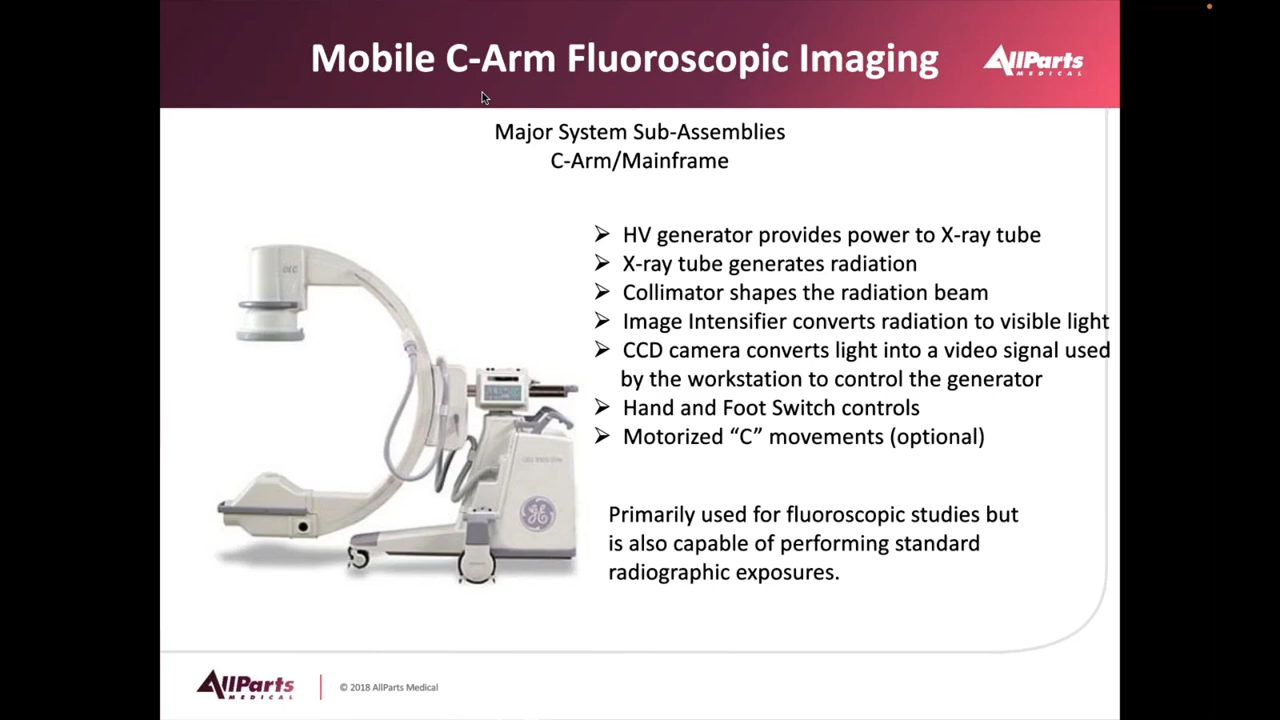 Mobile C-Arm Fluoroscopic Imaging
AllParts
MEDICAL
Major System Sub-Assemblies
C-Arm/Mainframe
➢ HV generator provides power to X-ray tube
➢ X-ray tube generates radiation
➢ Collimator shapes the radiation beam
➢ Image Intensifier converts radiation to visible light
➢ CCD camera converts light into a video signal used
by the workstation to control the generator
➢ Hand and Foot Switch controls
➢ Motorized “C” movements (optional)
OEC
GE
Primarily used for fluoroscopic studies but
is also capable of performing standard
radiographic exposures.
AllParts
MEDICAL
© 2018 AllParts Medical